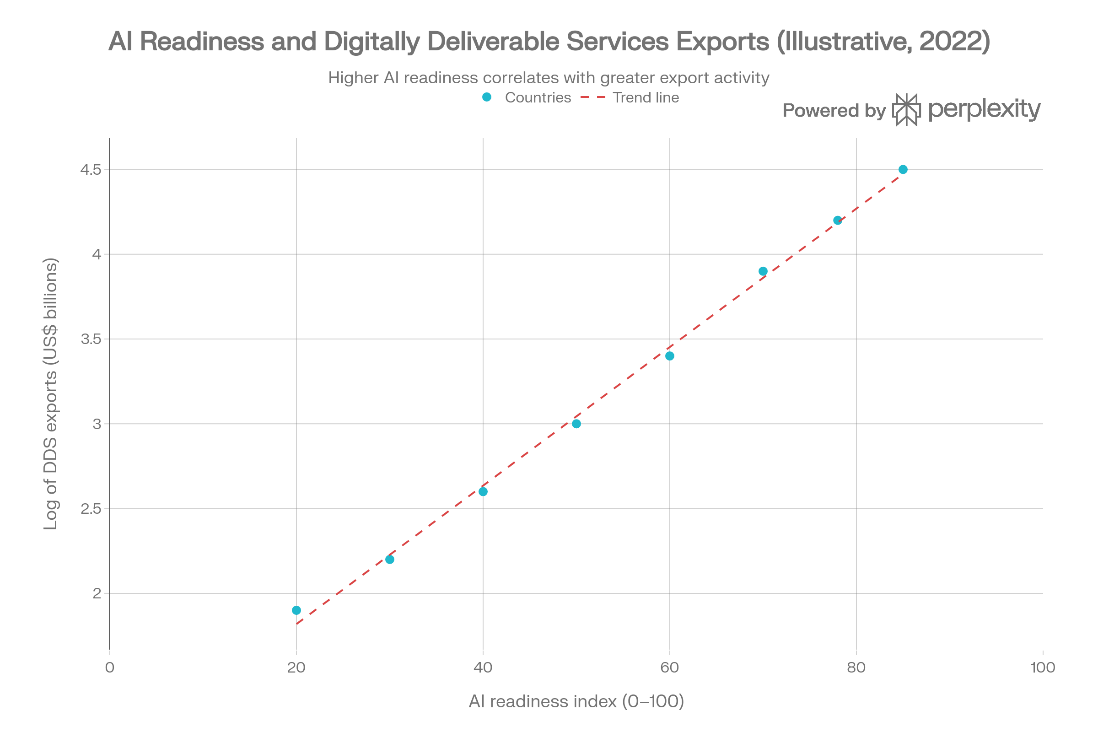 AI Readiness and Digitally Deliverable Services Exports (Illustrative, 2022)
Higher AI readiness correlates with greater export activity
Countries
Trend line
Powered by perplexity
4.5
4
3.5
3
2.5
2
Log of DDS exports (US$ billions)
0
20
40
60
80
100
AI readiness index (0–100)